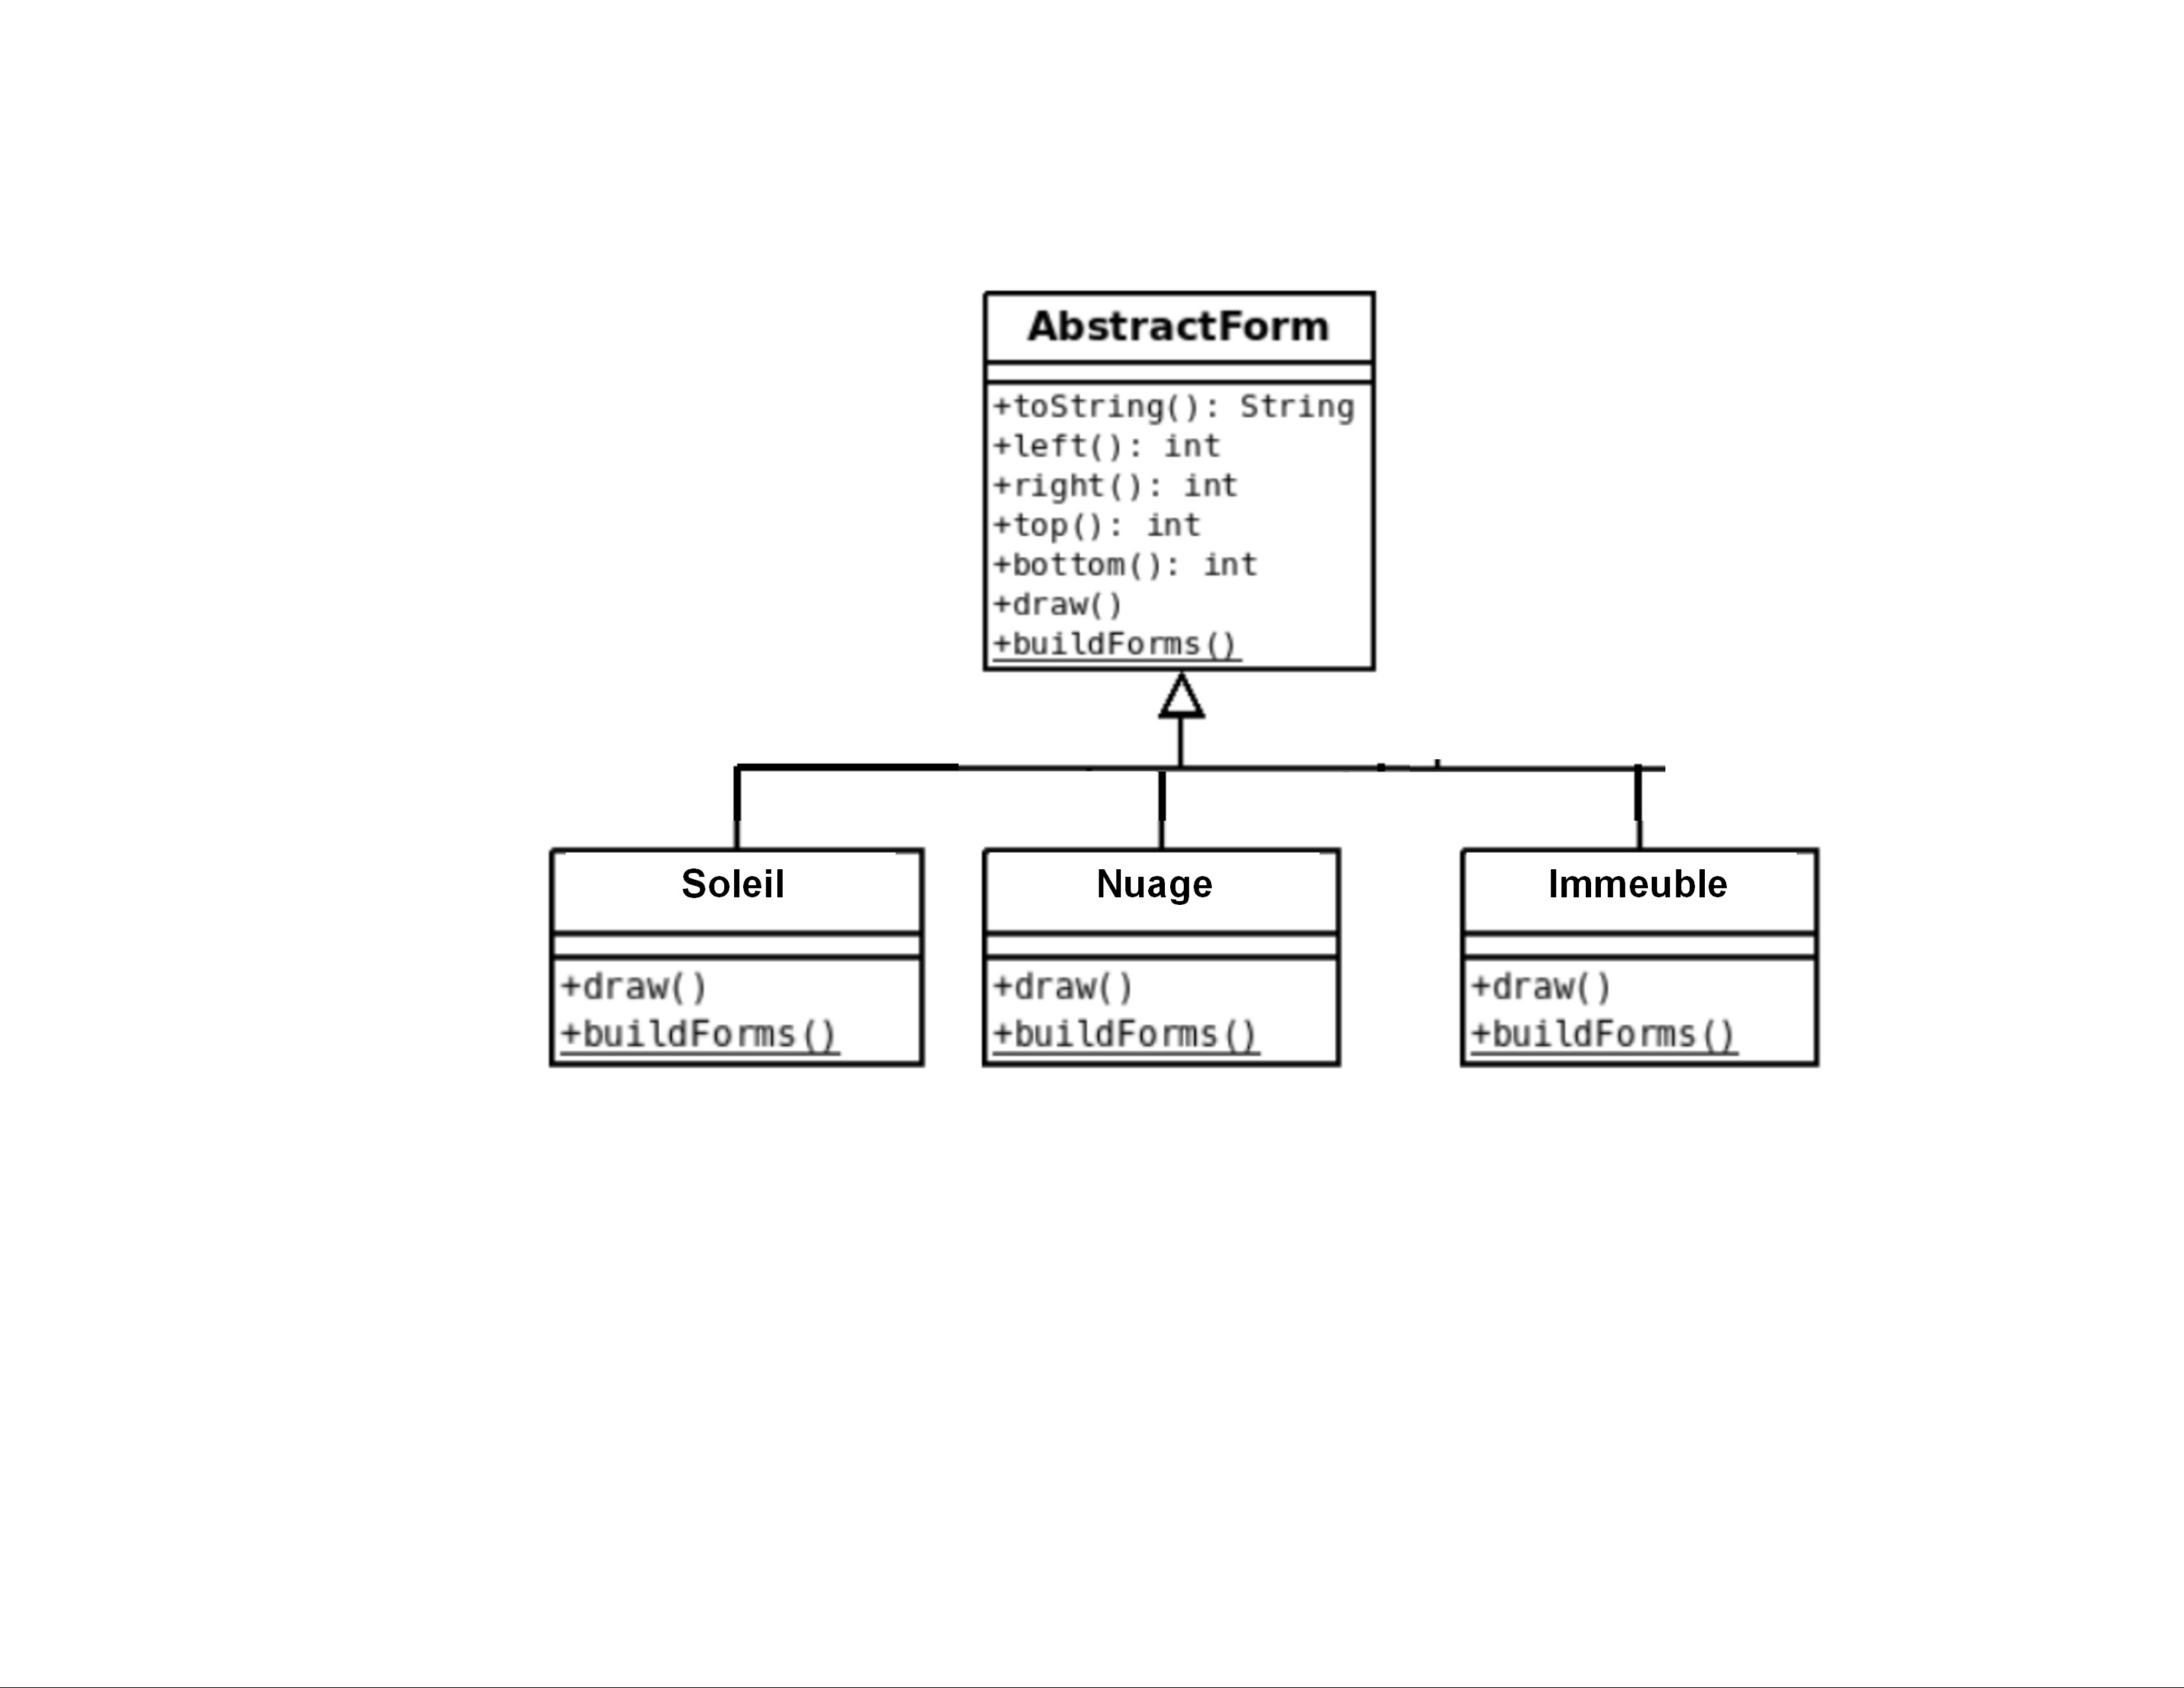 AbstractForm
+toString(): String
+left(): int
+right(): int
+top(): int
+bottom(): int
+draw()
+buildForms()
Soleil
+draw()
+buildForms()
Nuage
+draw()
+buildForms()
Immeuble
+draw()
+buildForms()